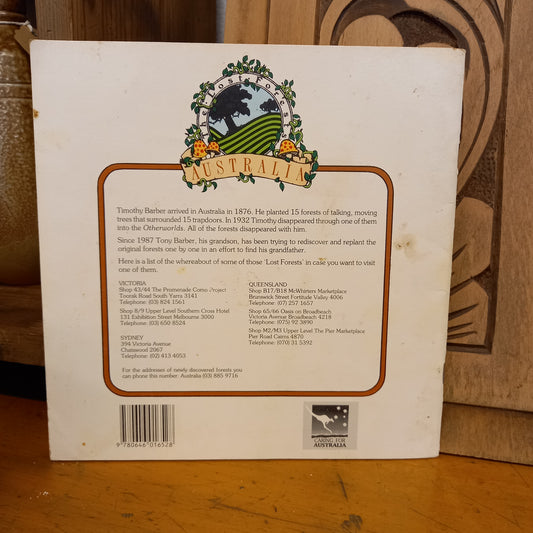 The Lost Forests
AUSTRALIA
Timothy Barber arrived in Australia in 1876. He planted 15 forests of talking, moving
trees that surrounded 15 trapdoors. In 1932 Timothy disappeared through one of them
into the Otherworlds. All of the forests disappeared with him.
Since 1987 Tony Barber, his grandson, has been trying to rediscover and replant the
original forests one by one in an effort to find his grandfather.
Here is a list of the whereabout of some of those 'Lost Forests' in case you want to visit
one of them.
VICTORIA
Shop 43/44 The Promenade Como Project
Toorak Road South Yarra 3141
Telephone: (03) 824 1561
Shop 8/9 Upper Level Southern Cross Hotel
131 Exhibition Street Melbourne 3000
Telephone: (03) 650 8524
SYDNEY
394 Victoria Avenue
Chatswood 2067
Telephone: (02) 413 4053
QUEENSLAND
Shop B17/B18 McWhirters Marketplace
Brunswick Street Fortitude Valley 4006
Telephone: (07) 257 1657
Shop 65/66 Oasis on Broadbeach
Victoria Avenue Broadbeach 4218
Telephone: (075) 92 3890
Shop M2/M3 Upper Level The Pier Marketplace
Pier Road Cairns 4870
Telephone: (070) 31 5392
For the addresses of newly discovered forests you
can phone this number: Australia (03) 885 9716
9 780646 016528
CARING FOR
AUSTRALIA